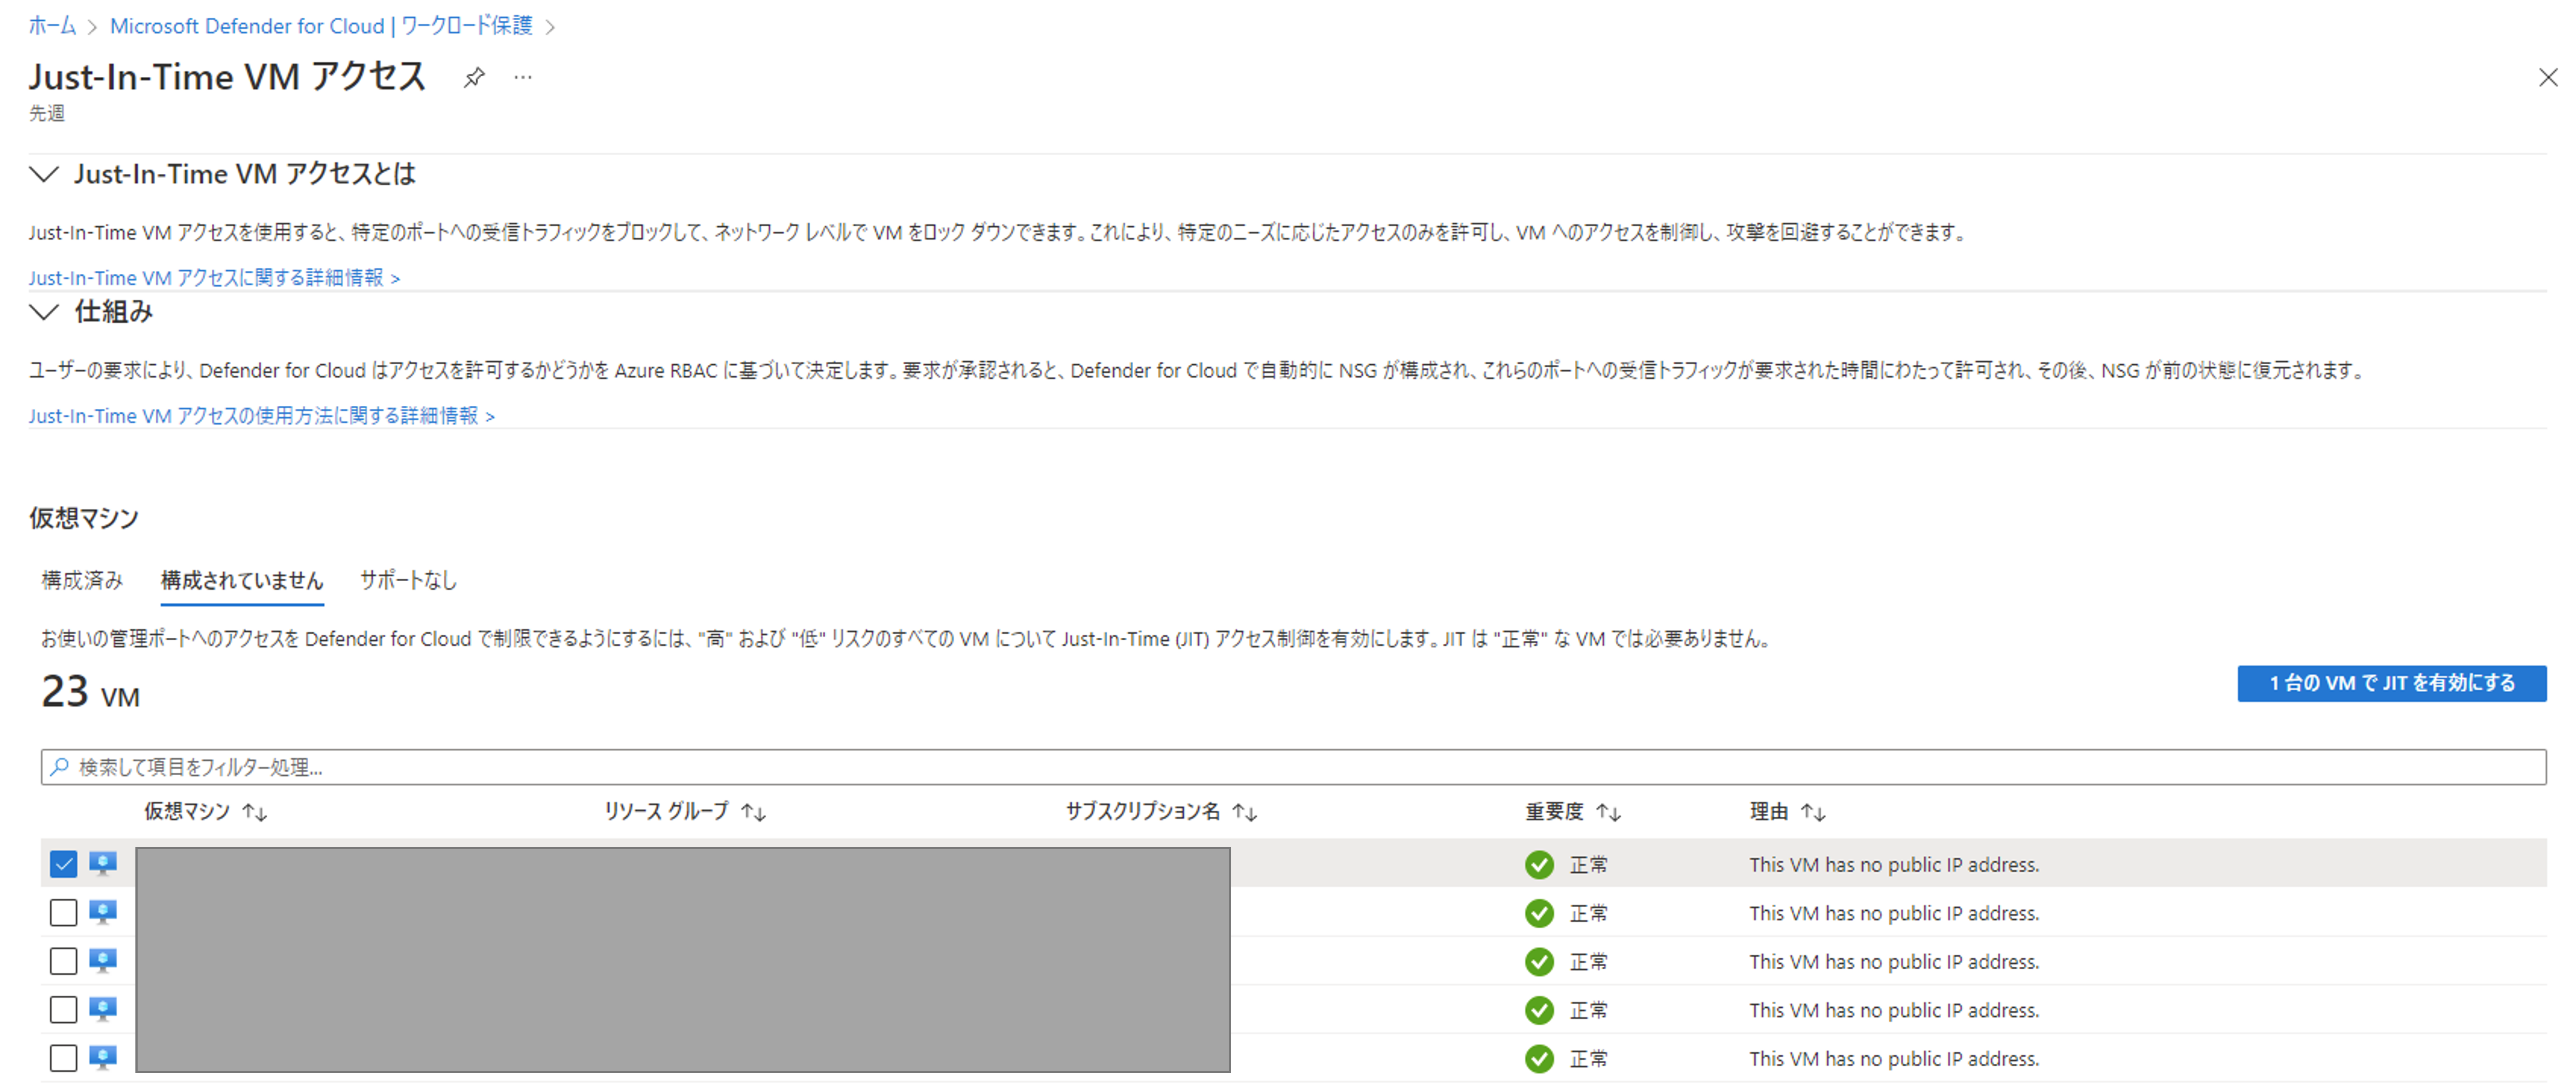 ホーム > Microsoft Defender for Cloud | ワークロード保護 >
Just-In-Time VM アクセス ...
先週
Just-In-Time VM アクセスとは
Just-In-Time VM アクセスを使用すると、特定のポートへの受信トラフィックをブロックして、ネットワーク レベルで VM をロック ダウンできます。これにより、特定のニーズに応じたアクセスのみを許可し、VM へのアクセスを制御し、攻撃を回避することができます。
Just-In-Time VM アクセスに関する詳細情報 >
仕組み
ユーザーの要求により、Defender for Cloud はアクセスを許可するかどうかを Azure RBAC に基づいて決定します。要求が承認されると、Defender for Cloud で自動的に NSG が構成され、これらのポートへの受信トラフィックが要求された時間にわたって許可され、その後、NSG が前の状態に復元されます。
Just-In-Time VM アクセスの使用方法に関する詳細情報 >
仮想マシン
構成済み 構成されていません サポートなし
お使いの管理ポートへのアクセスを Defender for Cloud で制限できるようにするには、"高" および "低" リスクのすべての VM について Just-In-Time (JIT) アクセス制御を有効にします。JIT は "正常" な VM では必要ありません。
23 VM
1 台の VM で JIT を有効にする
検索して項目をフィルター処理...
仮想マシン ↑↓ リソース グループ ↑↓ サブスクリプション名 ↑↓ 重要度 ↑↓ 理由 ↑↓
正常 This VM has no public IP address.
正常 This VM has no public IP address.
正常 This VM has no public IP address.
正常 This VM has no public IP address.
正常 This VM has no public IP address.